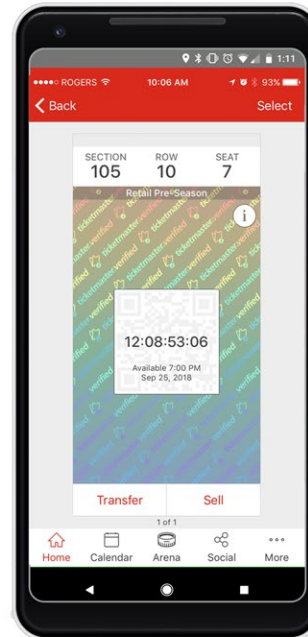 1:11
ROGERS 10:06 AM 93%
Back Select
SECTION ROW SEAT
105 10 7
Retail Pre-Season
i
ticketmaster.verified
12:08:53:06
Available 7:00 PM
Sep 25, 2018
Transfer Sell
1 of 1
Home Calendar Arena Social More